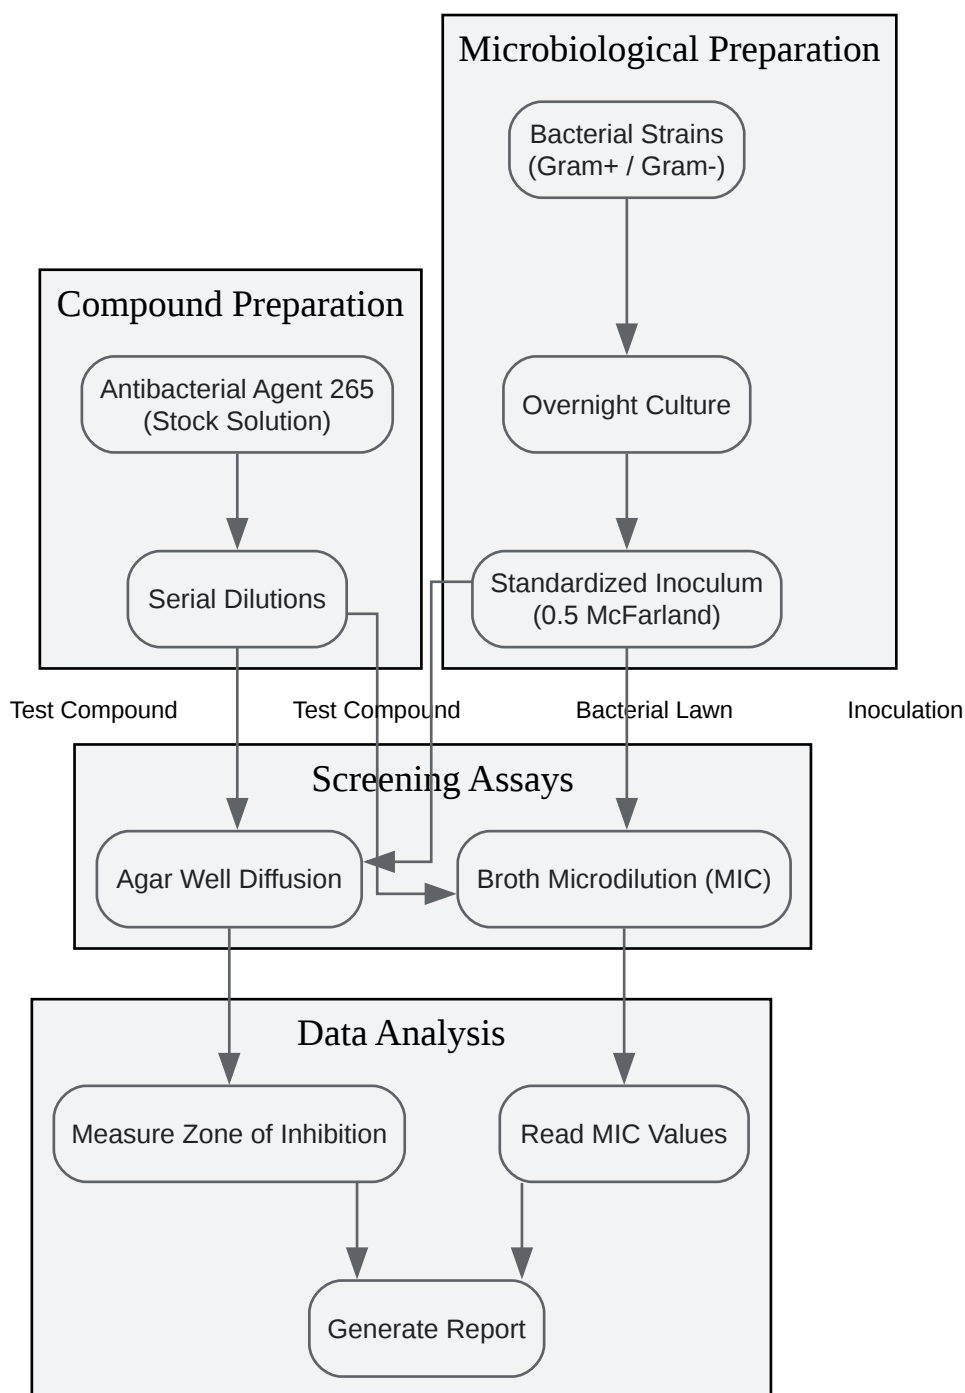 Microbiological Preparation
Bacterial Strains
(Gram+ / Gram-)
Compound Preparation
Antibacterial Agent 265
(Stock Solution)
Overnight Culture
Serial Dilutions
Standardized Inoculum
(0.5 McFarland)
Test Compound
Test Compound
Bacterial Lawn
Inoculation
Screening Assays
Agar Well Diffusion
Broth Microdilution (MIC)
Data Analysis
Measure Zone of Inhibition
Read MIC Values
Generate Report